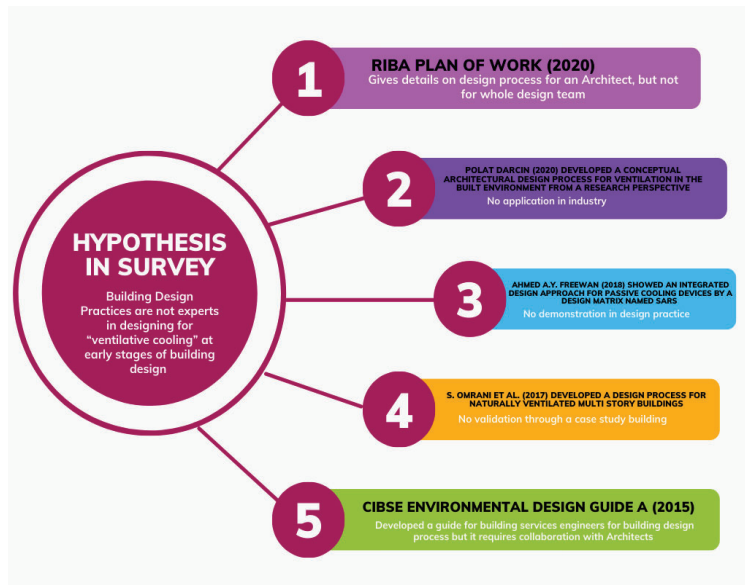 HYPOTHESIS
IN SURVEY
Building Design
Practices are not experts
in designing for
“ventilative cooling” at
early stages of building
design
1
RIBA PLAN OF WORK (2020)
Gives details on design process for an Architect, but not
for whole design team
2
POLAT DARCIN (2020) DEVELOPED A CONCEPTUAL
ARCHITECTURAL DESIGN PROCESS FOR VENTILATION IN THE
BUILT ENVIRONMENT FROM A RESEARCH PERSPECTIVE
No application in industry
3
AHMED A.Y. FREEWAN (2018) SHOWED AN INTEGRATED
DESIGN APPROACH FOR PASSIVE COOLING DEVICES BY A
DESIGN MATRIX NAMED SARS
No demonstration in design practice
4
S. OMRANI ET AL. (2017) DEVELOPED A DESIGN PROCESS FOR
NATURALLY VENTILATED MULTI STORY BUILDINGS
No validation through a case study building
5
CIBSE ENVIRONMENTAL DESIGN GUIDE A (2015)
Developed a guide for building services engineers for building design
process but it requires collaboration with Architects